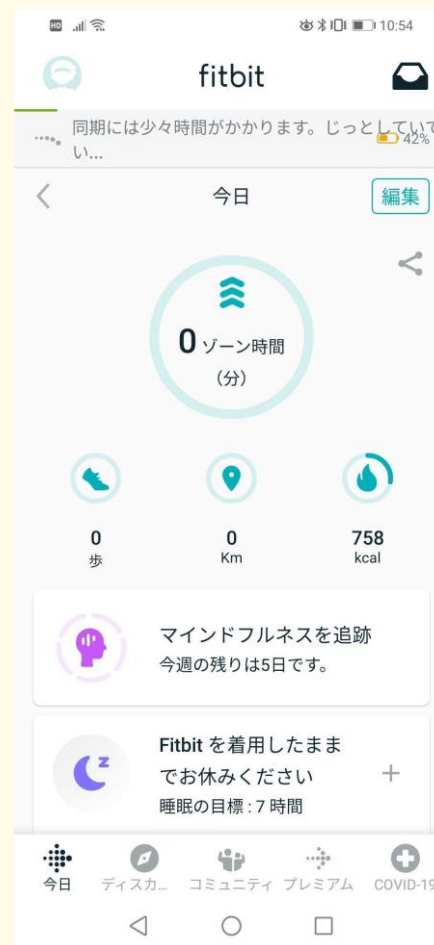 HD 10:54
fitbit
同期には少々時間がかかります。じっとしていて
い...
42%
今日
編集
0 ゾーン時間
(分)
0
歩
0
Km
758
kcal
マインドフルネスを追跡
今週の残りは5日です。
Fitbit を着用したまま
でお休みください
睡眠の目標 : 7 時間
今日 ディスカ... コミュニティ プレミアム COVID-19